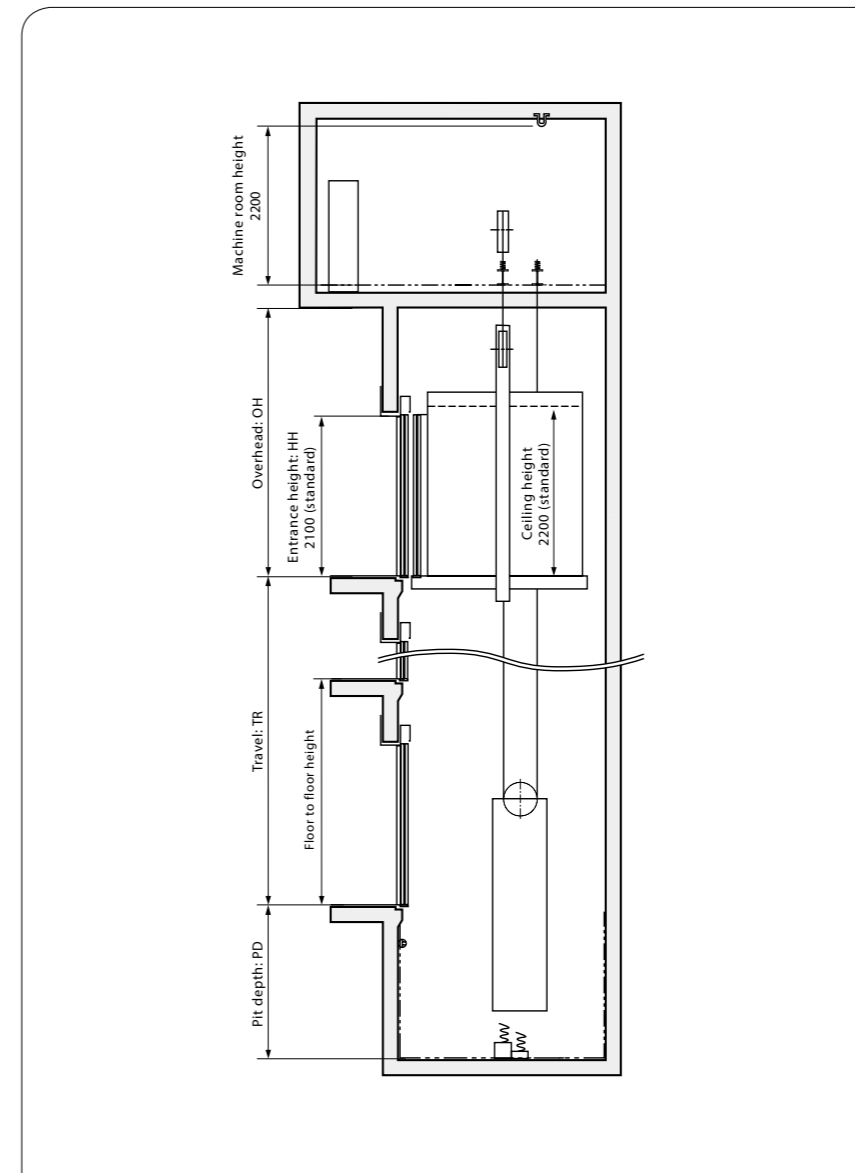 Machine room height
2200
Overhead: OH
Entrance height: HH
2100 (standard)
Ceiling height
2200 (standard)
Travel: TR
Floor to floor height
Pit depth: PD